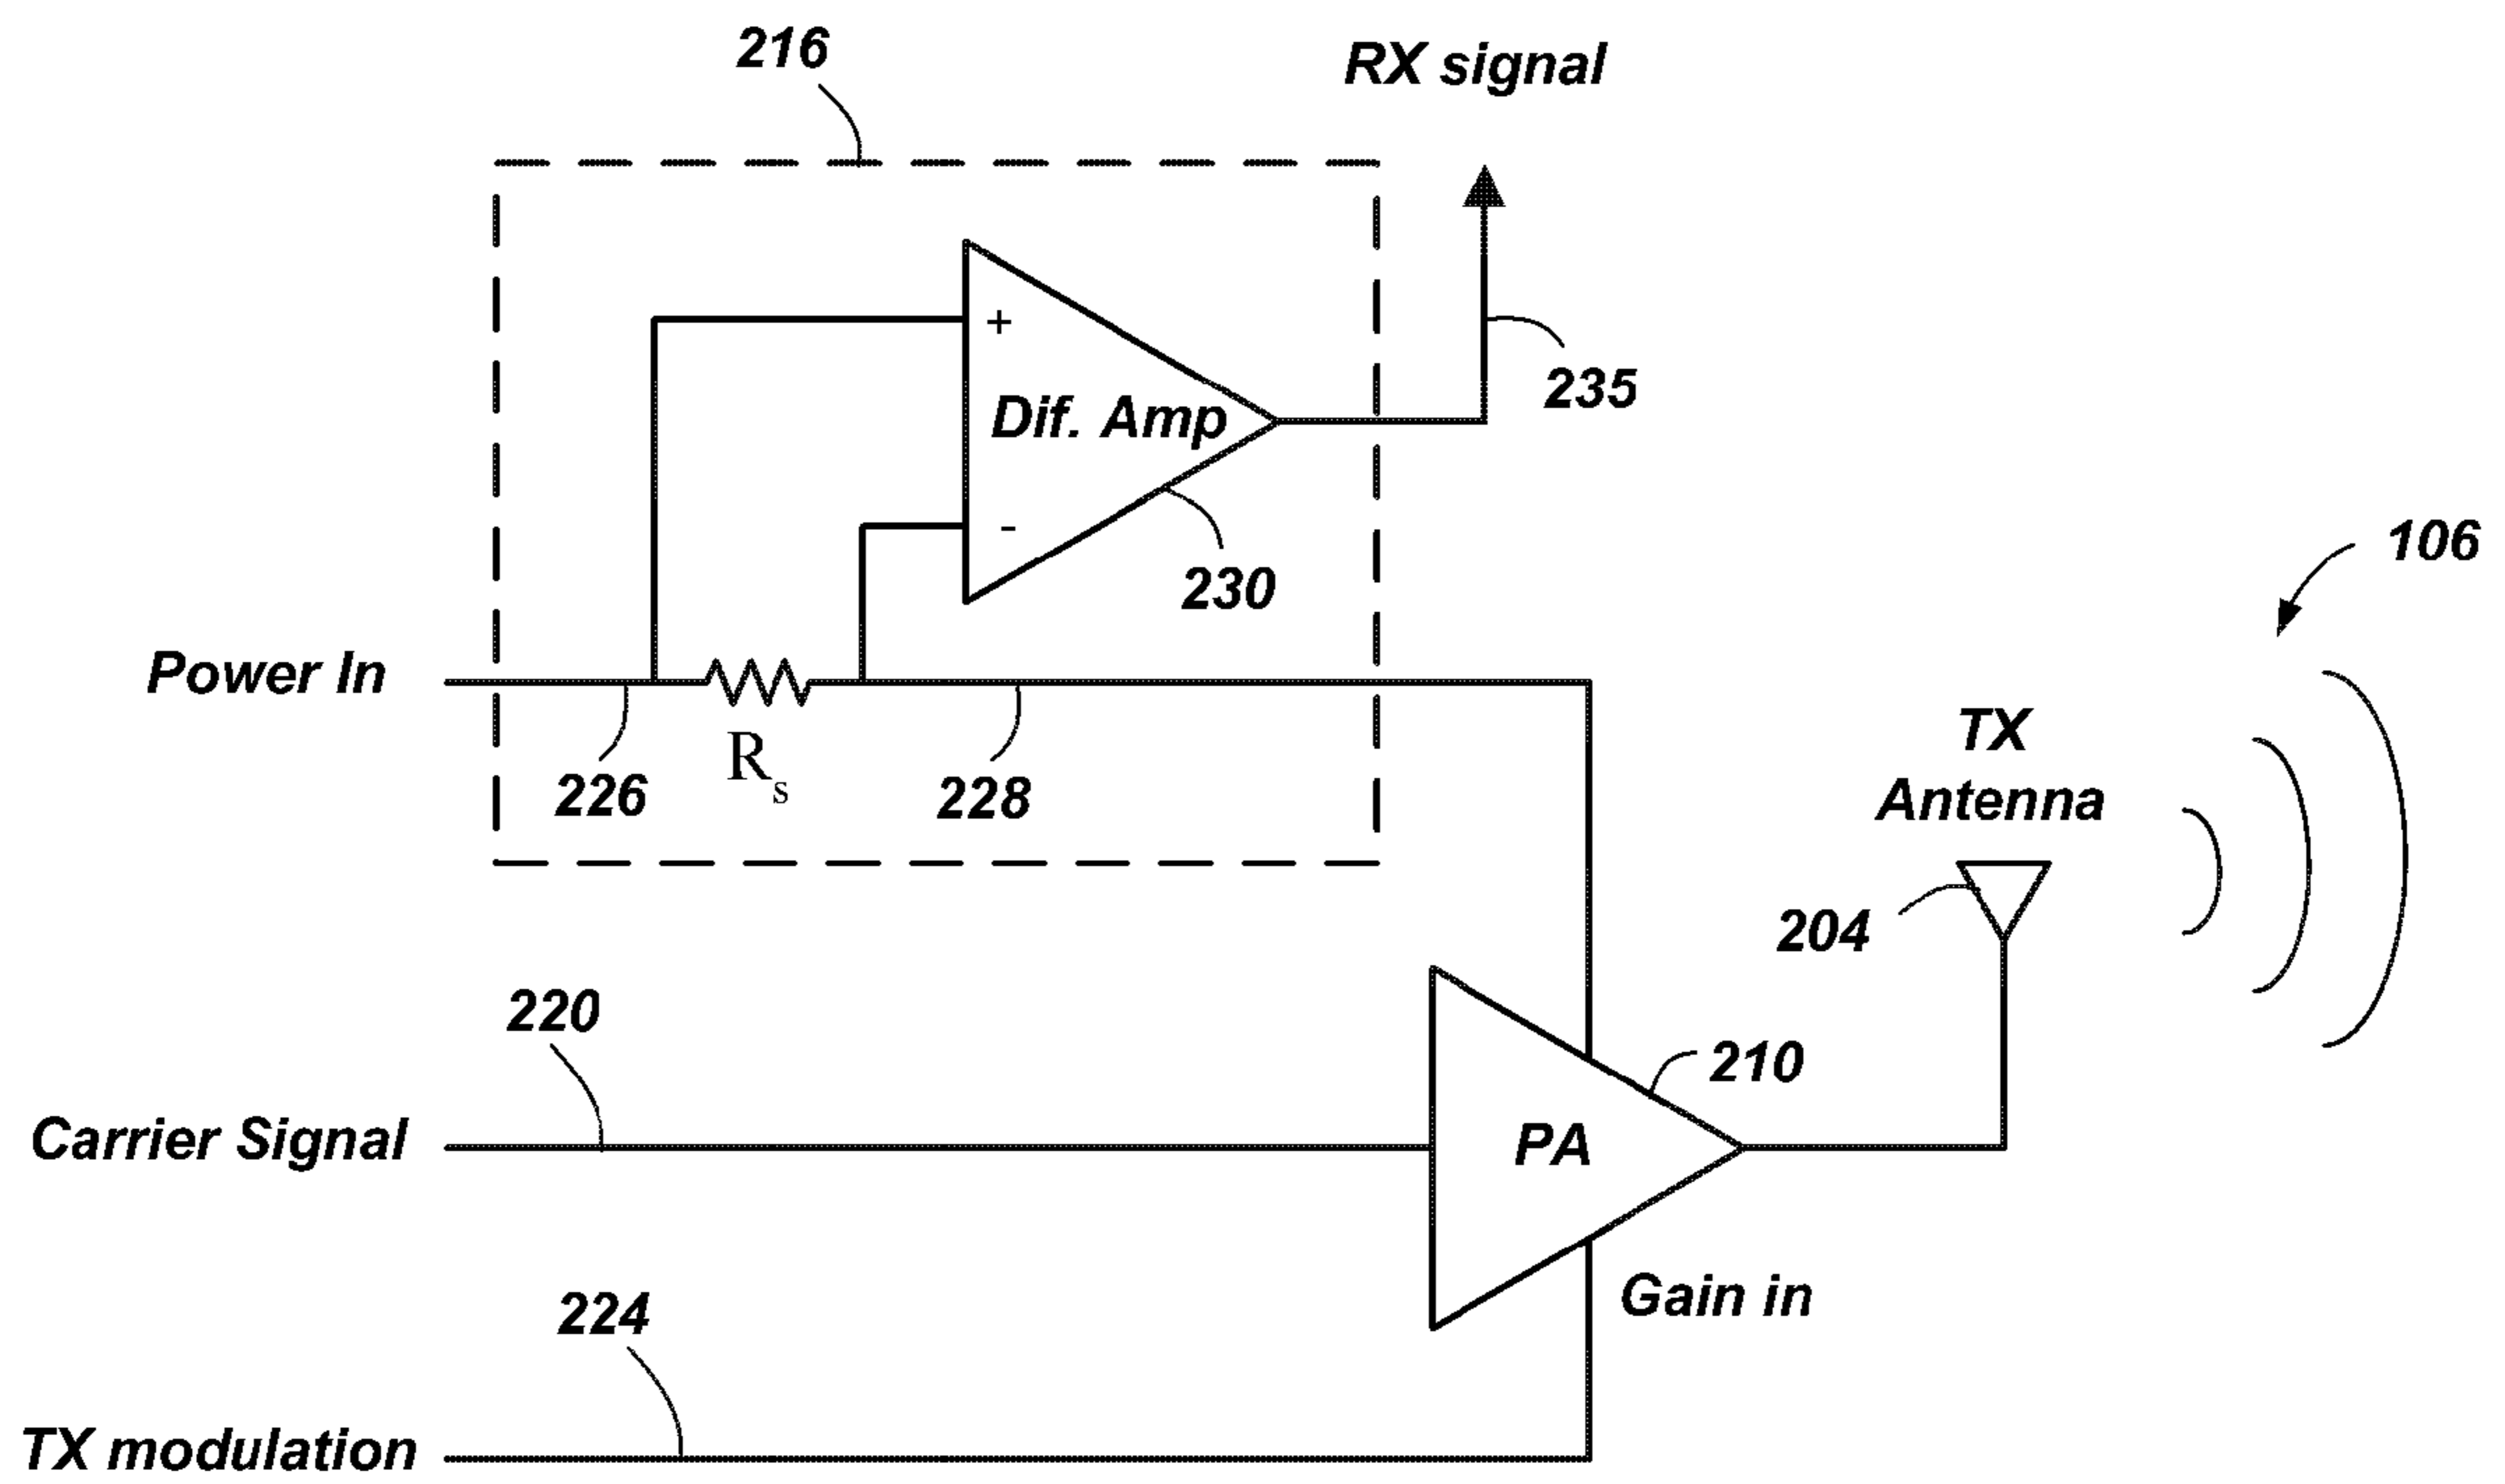 216
RX signal
+
Dif. Amp
235
-
230
106
Power In
226
Rs
228
TX
Antenna
204
220
210
Carrier Signal
PA
224
Gain in
TX modulation